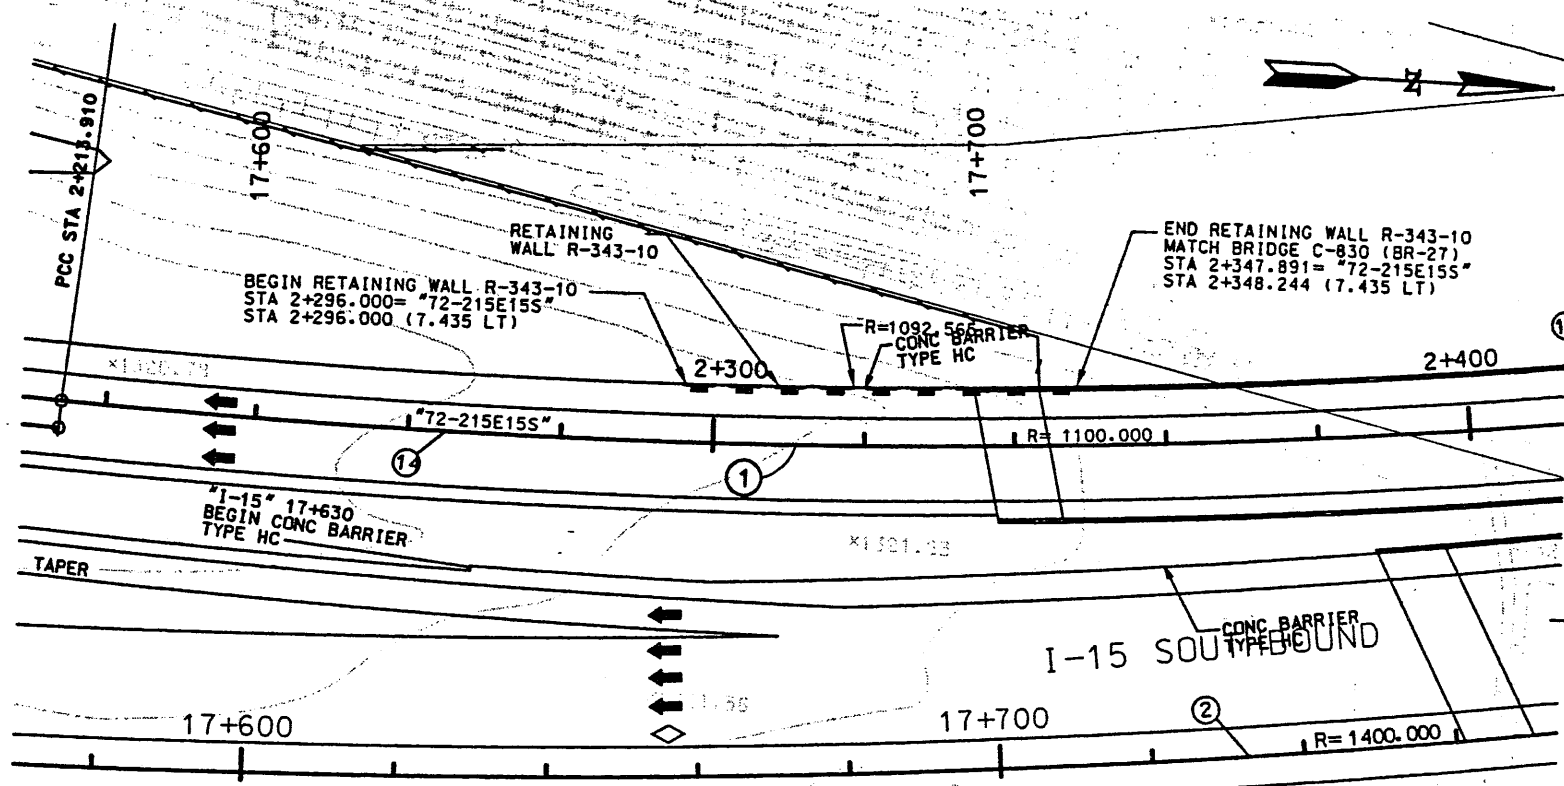 N
PCC STA 2+213.910
17+600
17+700
RETAINING
WALL R-343-10
BEGIN RETAINING WALL R-343-10
STA 2+296.000= "72-215E15S"
STA 2+296.000 (7.435 LT)
END RETAINING WALL R-343-10
MATCH BRIDGE C-830 (BR-27)
STA 2+347.891= "72-215E15S"
STA 2+348.244 (7.435 LT)
R=1092.565
CONC BARRIER
TYPE HC
2+300
2+400
"72-215E15S"
R= 1100.000
14
1
"I-15" 17+630
BEGIN CONC BARRIER
TYPE HC
TAPER
CONC BARRIER
TYPE HC
I-15 SOUTHBOUND
17+600
17+700
2
R= 1400.000